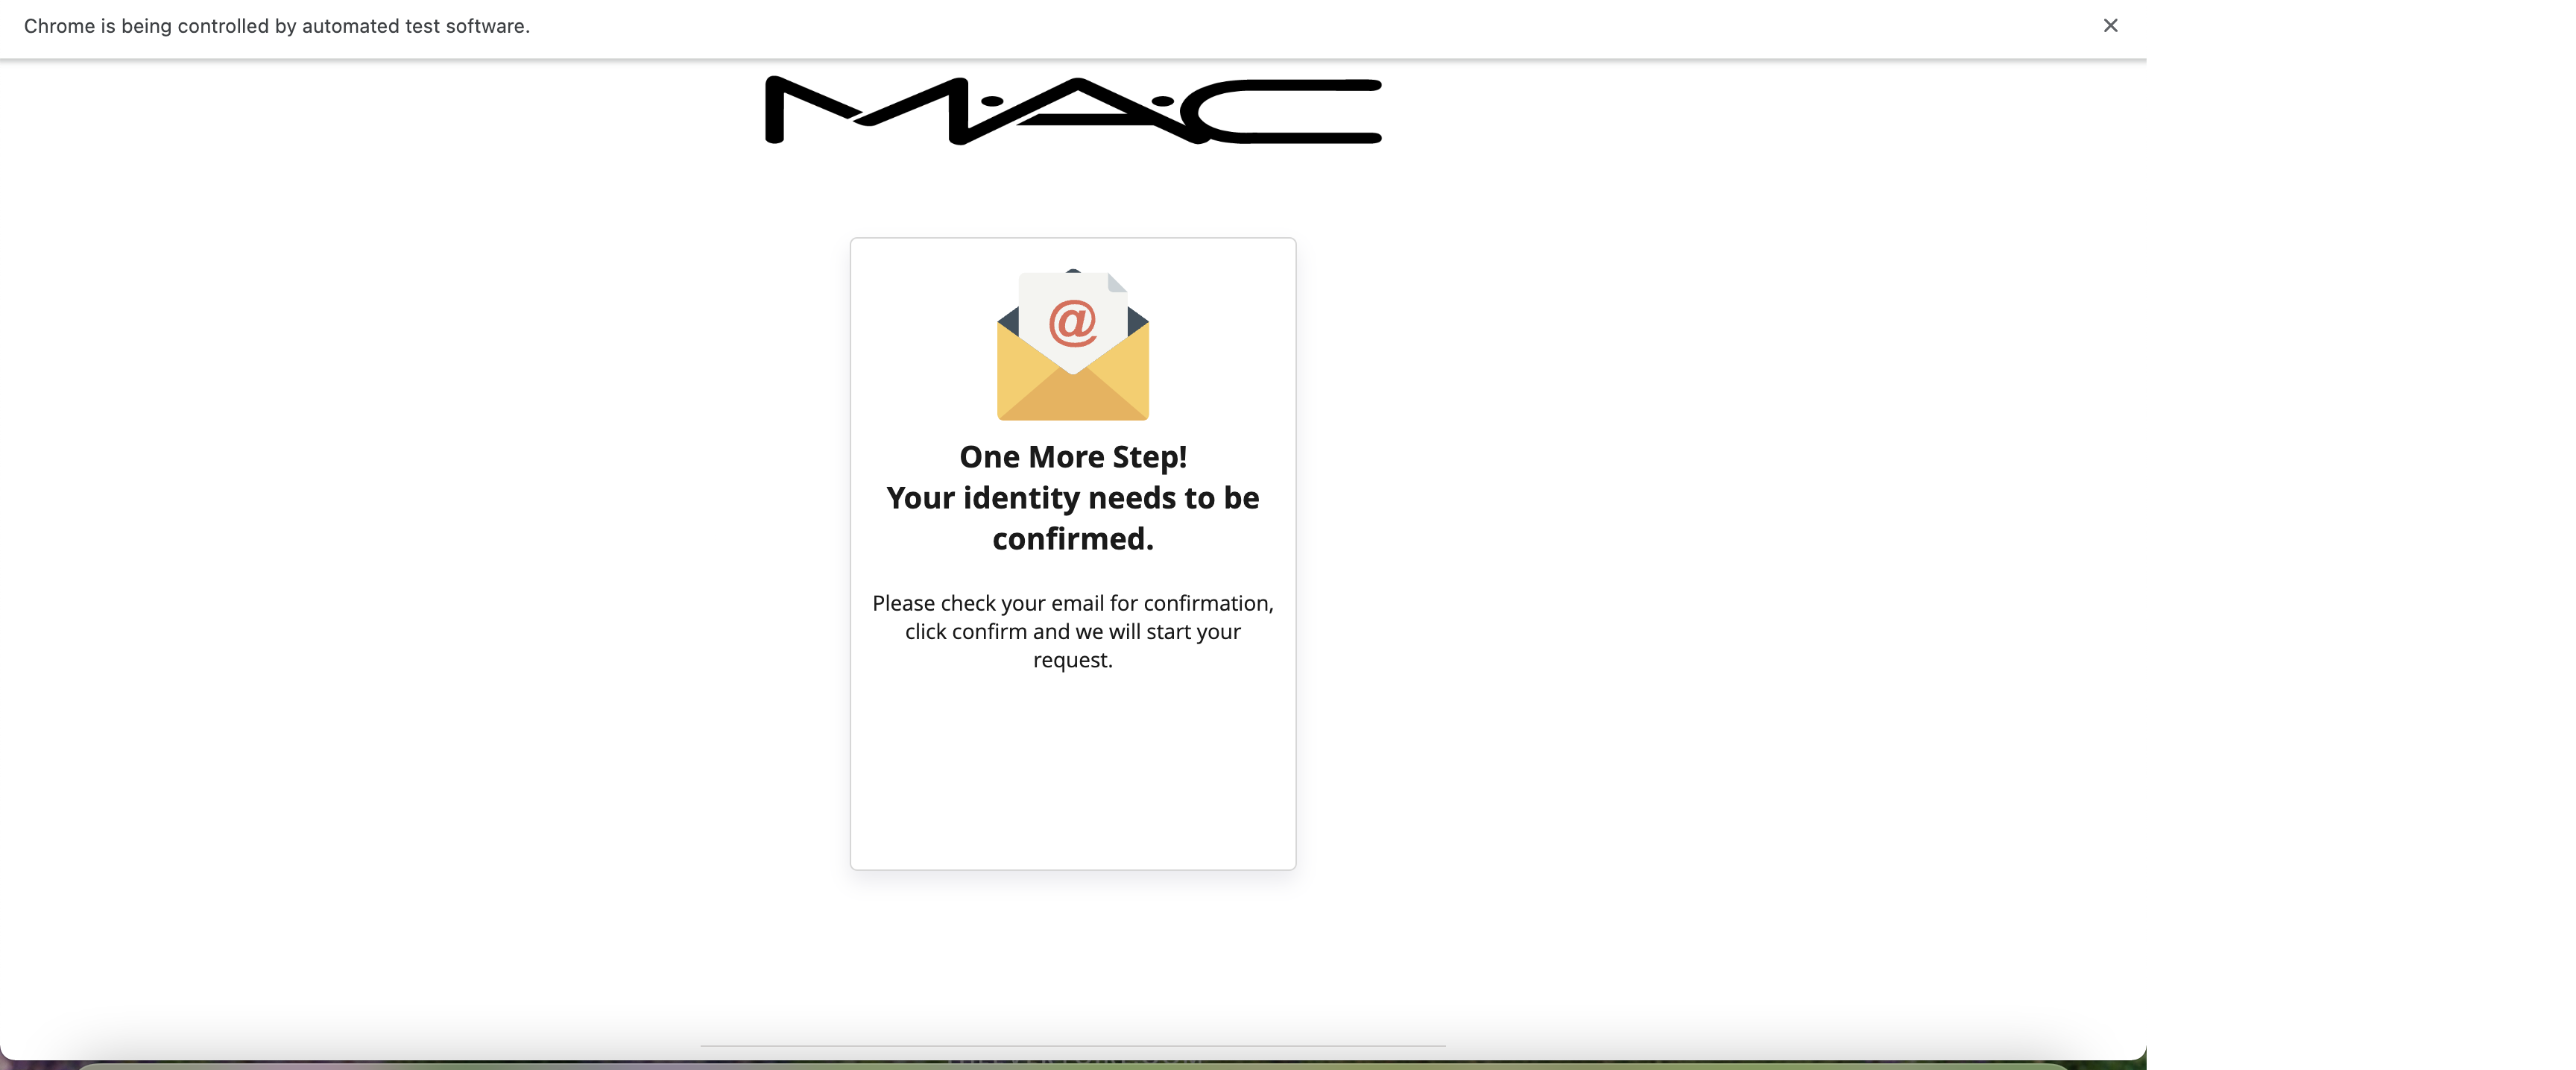 Chrome is being controlled by automated test software.
M·A·C
@
One More Step!
Your identity needs to be
confirmed.
Please check your email for confirmation,
click confirm and we will start your
request.